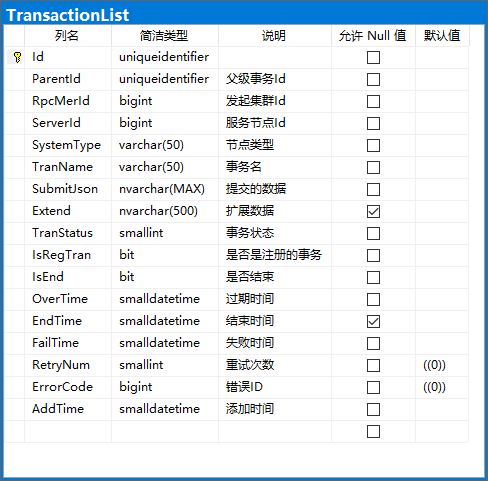 TransactionList
列名 简洁类型 说明 允许 Null 值 默认值
Id uniqueidentifier
ParentId uniqueidentifier 父级事务Id
RpcMerId bigint 发起集群Id
ServerId bigint 服务节点Id
SystemType varchar(50) 节点类型
TranName varchar(50) 事务名
SubmitJson nvarchar(MAX) 提交的数据
Extend nvarchar(500) 扩展数据
TranStatus smallint 事务状态
IsRegTran bit 是否是注册的事务
IsEnd bit 是否结束
OverTime smalldatetime 过期时间
EndTime smalldatetime 结束时间
FailTime smalldatetime 失败时间
RetryNum smallint 重试次数 ((0))
ErrorCode bigint 错误ID ((0))
AddTime smalldatetime 添加时间